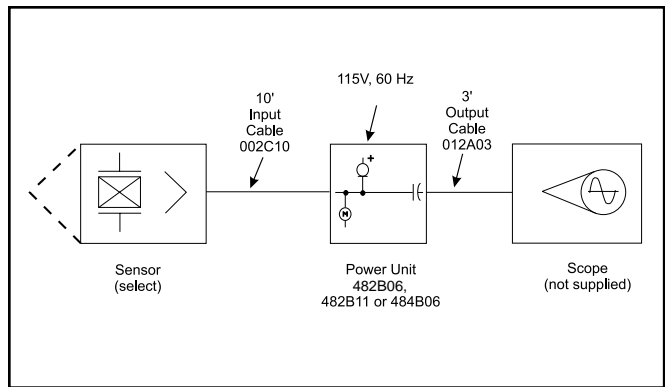 115V, 60 Hz
10'
Input
Cable
002C10
3'
Output
Cable
012A03
+
M
Sensor
(select)
Power Unit
482B06,
482B11 or 484B06
Scope
(not supplied)